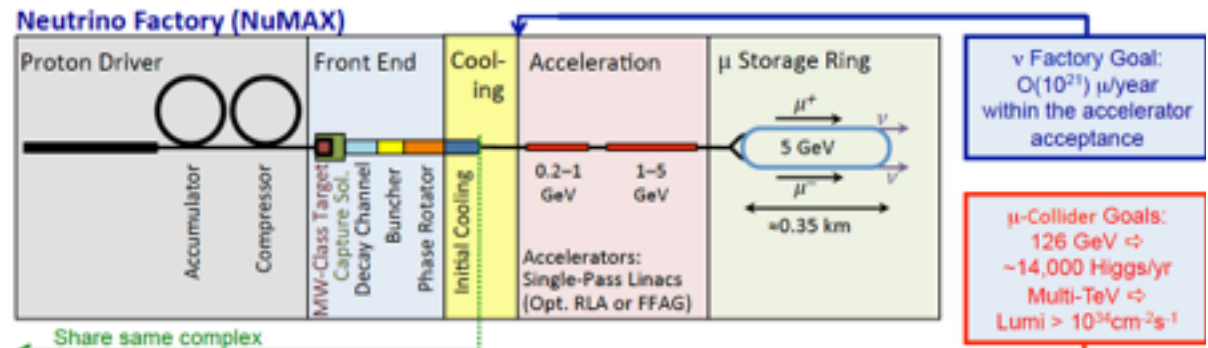 Neutrino Factory (NuMAX)
Proton Driver
Accumulator
Compressor
Front End
MW-Class Target
Capture Sol.
Decay Channel
Buncher
Phase Rotator
Cool-
ing
Initial Cooling
Acceleration
0.2–1
GeV
1–5
GeV
Accelerators:
Single-Pass Linacs
(Opt. RLA or FFAG)
μ Storage Ring
μ⁺
ν
5 GeV
μ⁻
ν
≈0.35 km
ν Factory Goal:
O(10²¹) μ/year
within the accelerator
acceptance
μ-Collider Goals:
126 GeV ⇨
~14,000 Higgs/yr
Multi-TeV ⇨
Lumi > 10³⁴cm⁻²s⁻¹
Share same complex